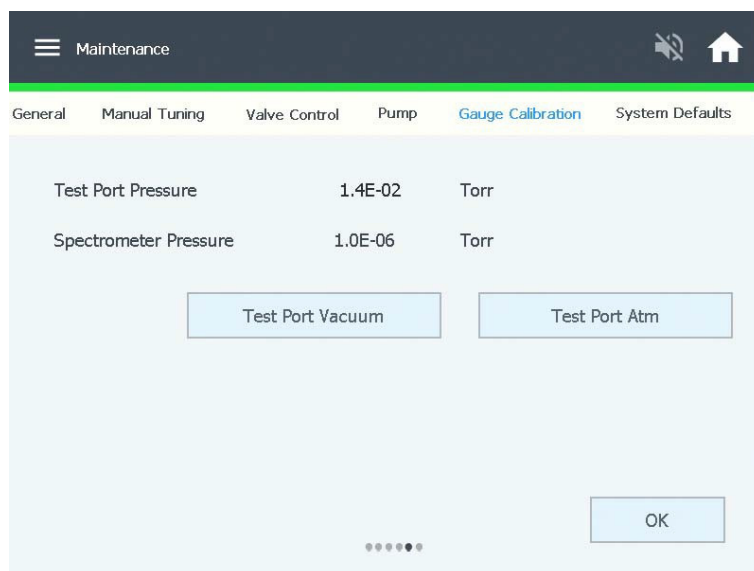 Maintenance
General Manual Tuning Valve Control Pump Gauge Calibration System Defaults
Test Port Pressure 1.4E-02 Torr
Spectrometer Pressure 1.0E-06 Torr
Test Port Vacuum Test Port Atm
OK